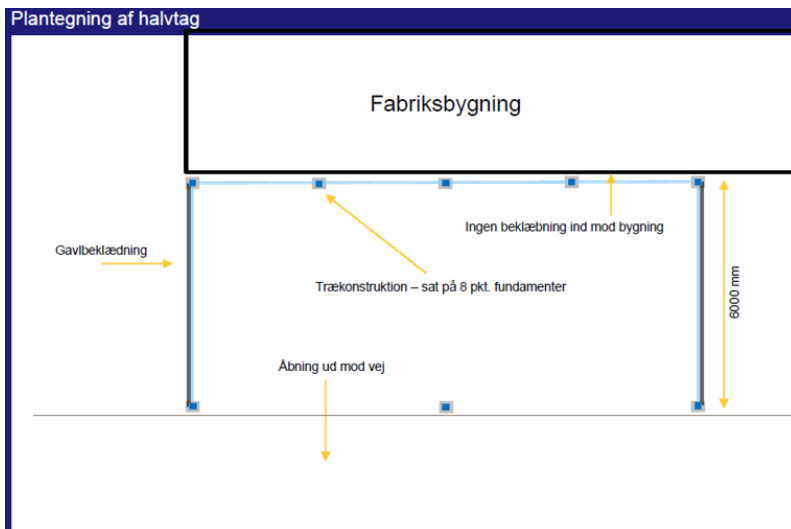 Plantegning af halvtag
Fabriksbygning
Ingen beklæbning ind mod bygning
Gavlbeklædning
Trækonstruktion – sat på 8 pkt. fundamenter
6000 mm
Åbning ud mod vej